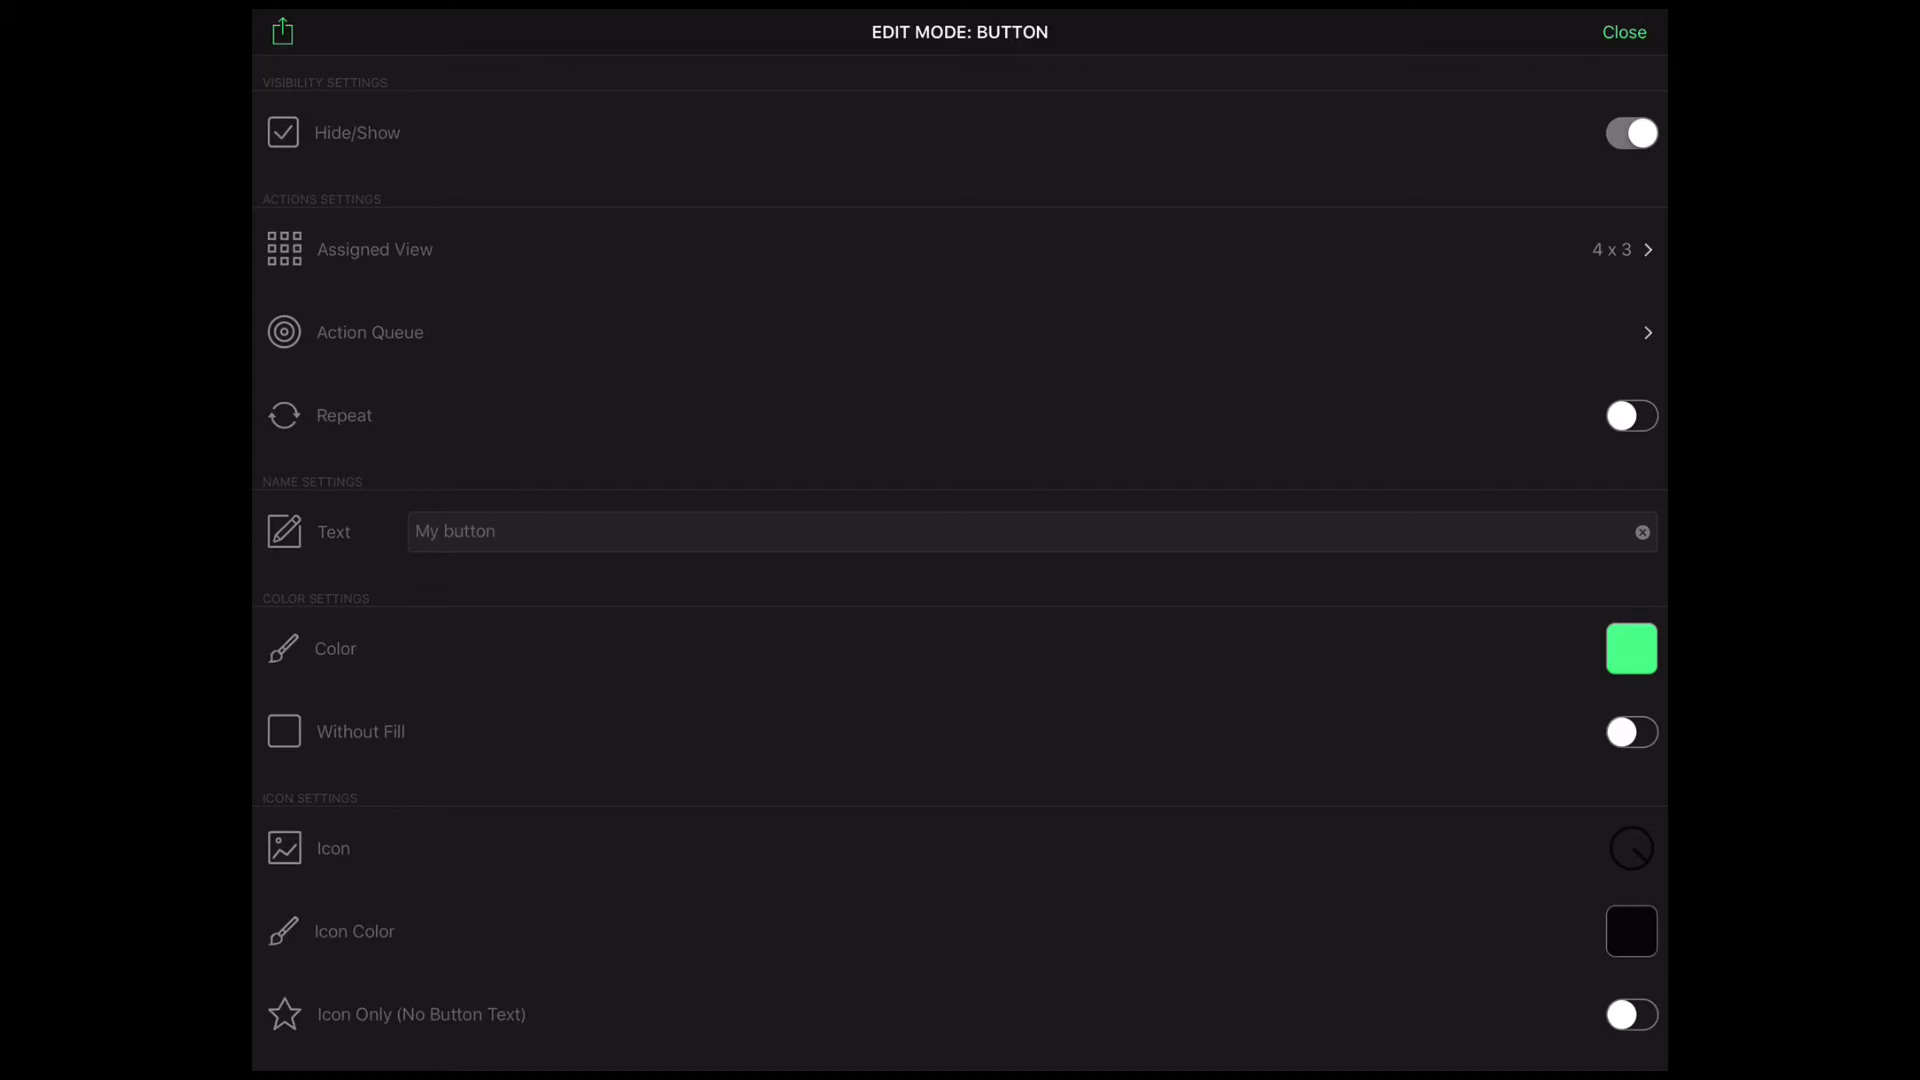 EDIT MODE: BUTTON
Close
VISIBILITY SETTINGS
Hide/Show
ACTIONS SETTINGS
Assigned View
4 x 3
Action Queue
Repeat
NAME SETTINGS
Text
My button
COLOR SETTINGS
Color
Without Fill
ICON SETTINGS
Icon
Icon Color
Icon Only (No Button Text)